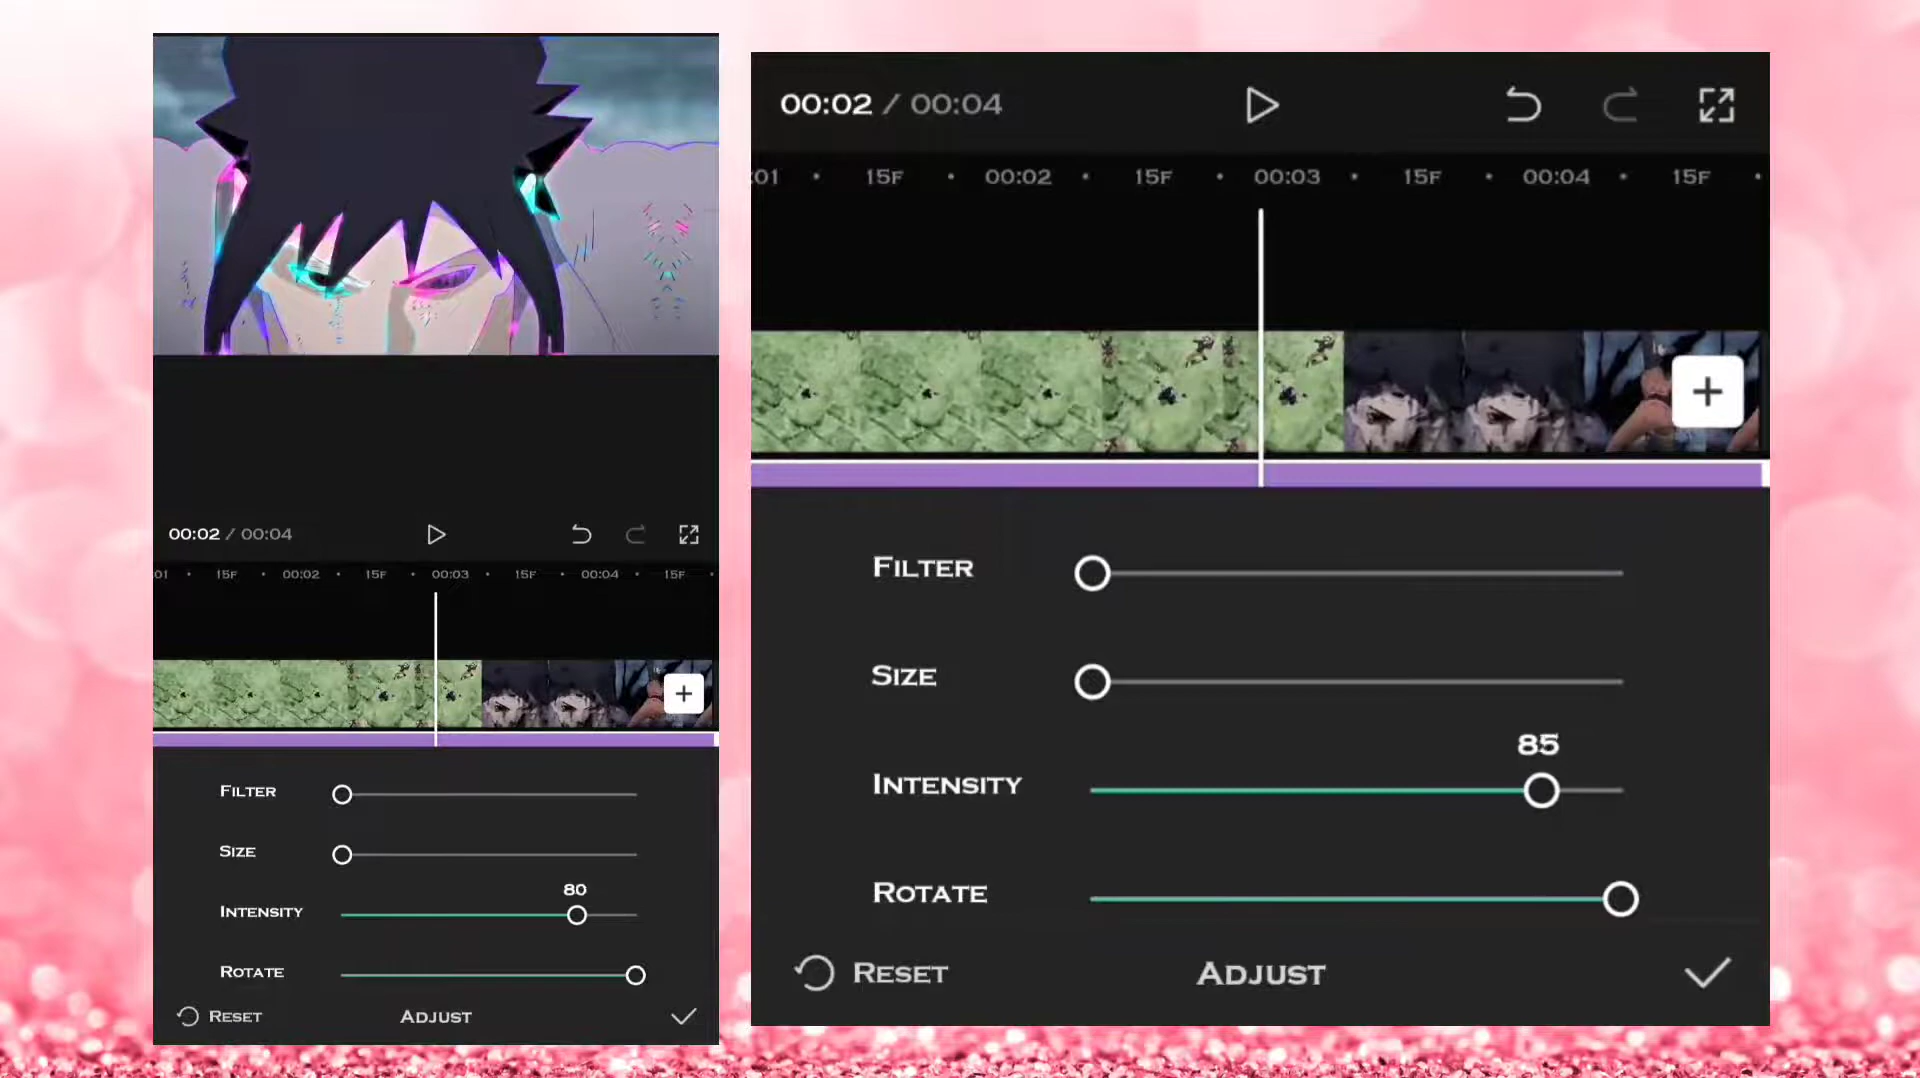 00:02 / 00:04
:01 15F 00:02 15F 00:03 15F 00:04 15F
FILTER
SIZE
80
INTENSITY
ROTATE
RESET ADJUST
00:02 / 00:04
:01 15F 00:02 15F 00:03 15F 00:04 15F
FILTER
SIZE
85
INTENSITY
ROTATE
RESET ADJUST